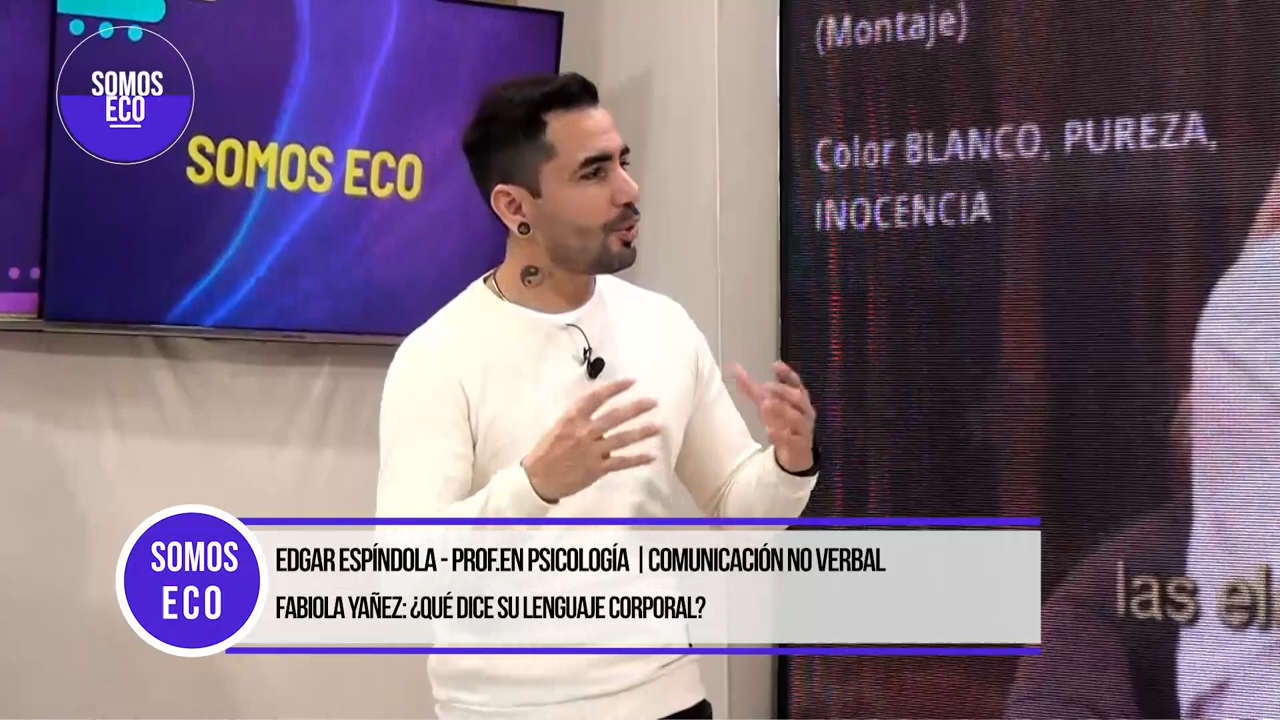 SOMOS
ECO
SOMOS ECO
(Montaje)
Color BLANCO, PUREZA,
INOCENCIA
las el
SOMOS
ECO
EDGAR ESPÍNDOLA - PROF.EN PSICOLOGÍA | COMUNICACIÓN NO VERBAL
FABIOLA YAÑEZ: ¿QUÉ DICE SU LENGUAJE CORPORAL?